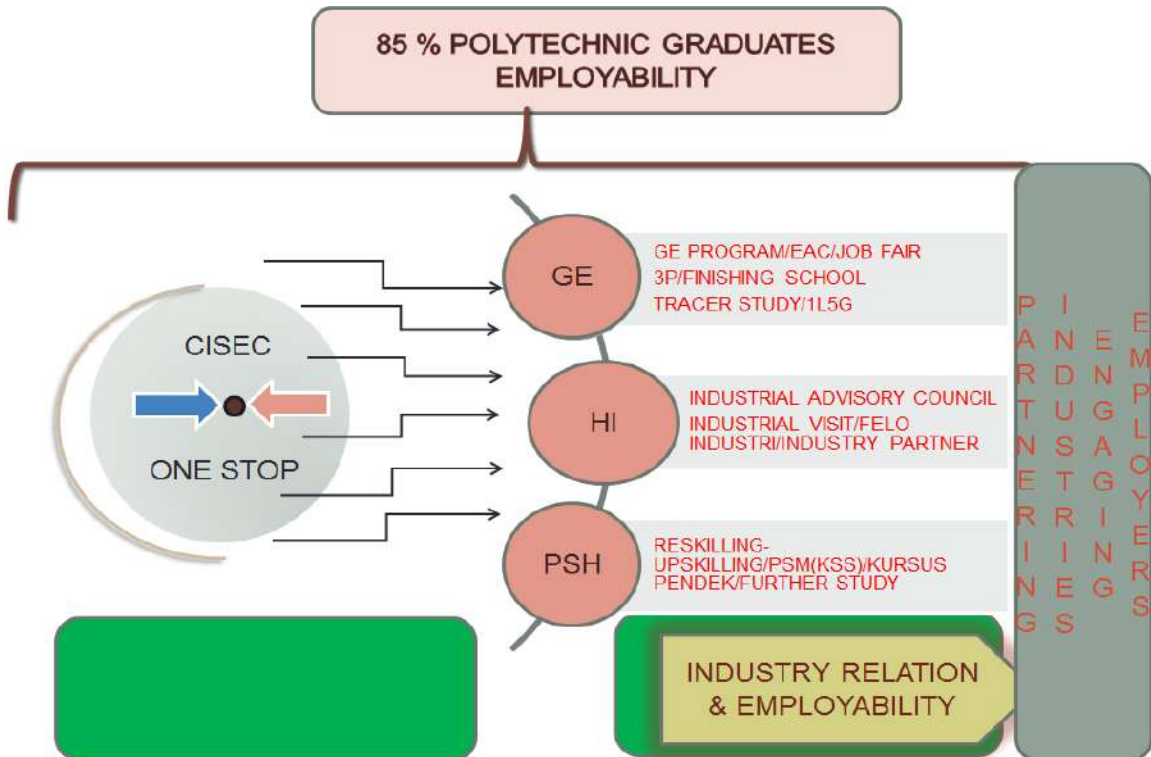 85 % POLYTECHNIC GRADUATES
EMPLOYABILITY
CISEC
ONE STOP
GE
GE PROGRAM/EAC/JOB FAIR
3P/FINISHING SCHOOL
TRACER STUDY/1L5G
HI
INDUSTRIAL ADVISORY COUNCIL
INDUSTRIAL VISIT/FELO
INDUSTRI/INDUSTRY PARTNER
PSH
RESKILLING-
UPSKILLING/PSM(KSS)/KURSUS
PENDEK/FURTHER STUDY
INDUSTRY RELATION
& EMPLOYABILITY
PARTNERING
INDUSTRIES
ENGAGING
EMPLOYERS